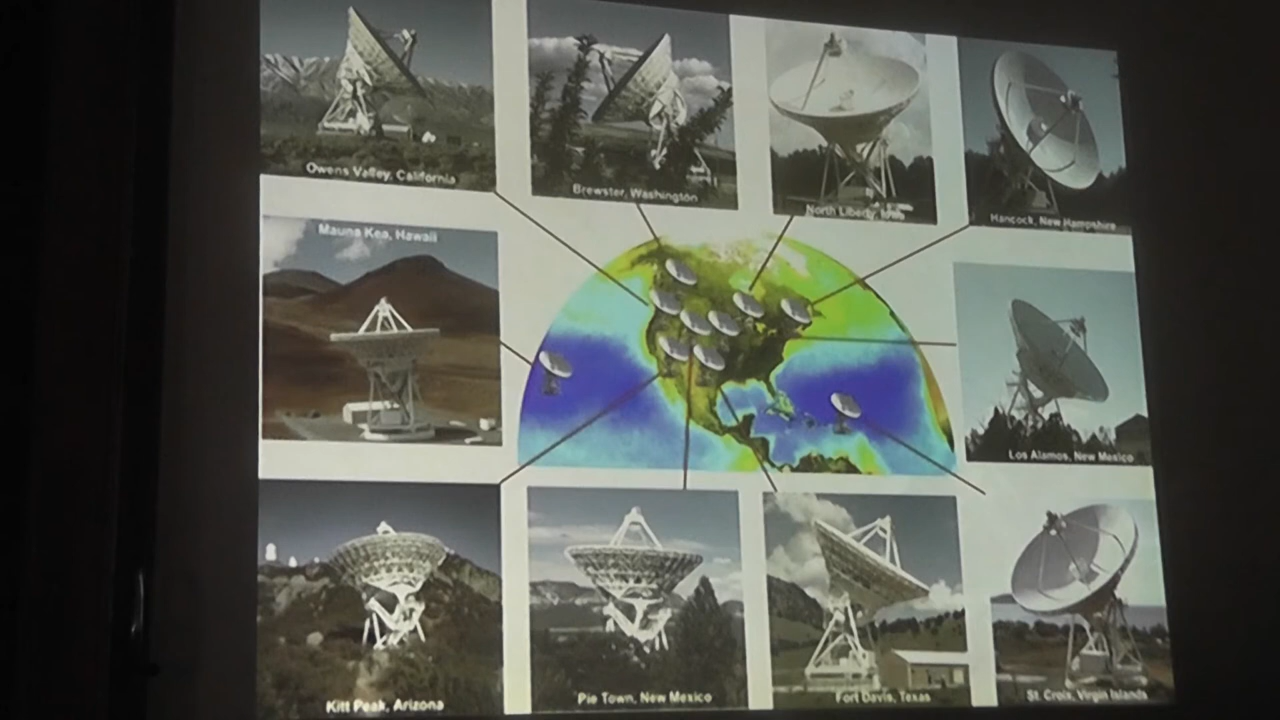 Owens Valley, California
Brewster, Washington
North Liberty, Iowa
Hancock, New Hampshire
Mauna Kea, Hawaii
Los Alamos, New Mexico
Kitt Peak, Arizona
Pie Town, New Mexico
Fort Davis, Texas
St. Croix, Virgin Islands